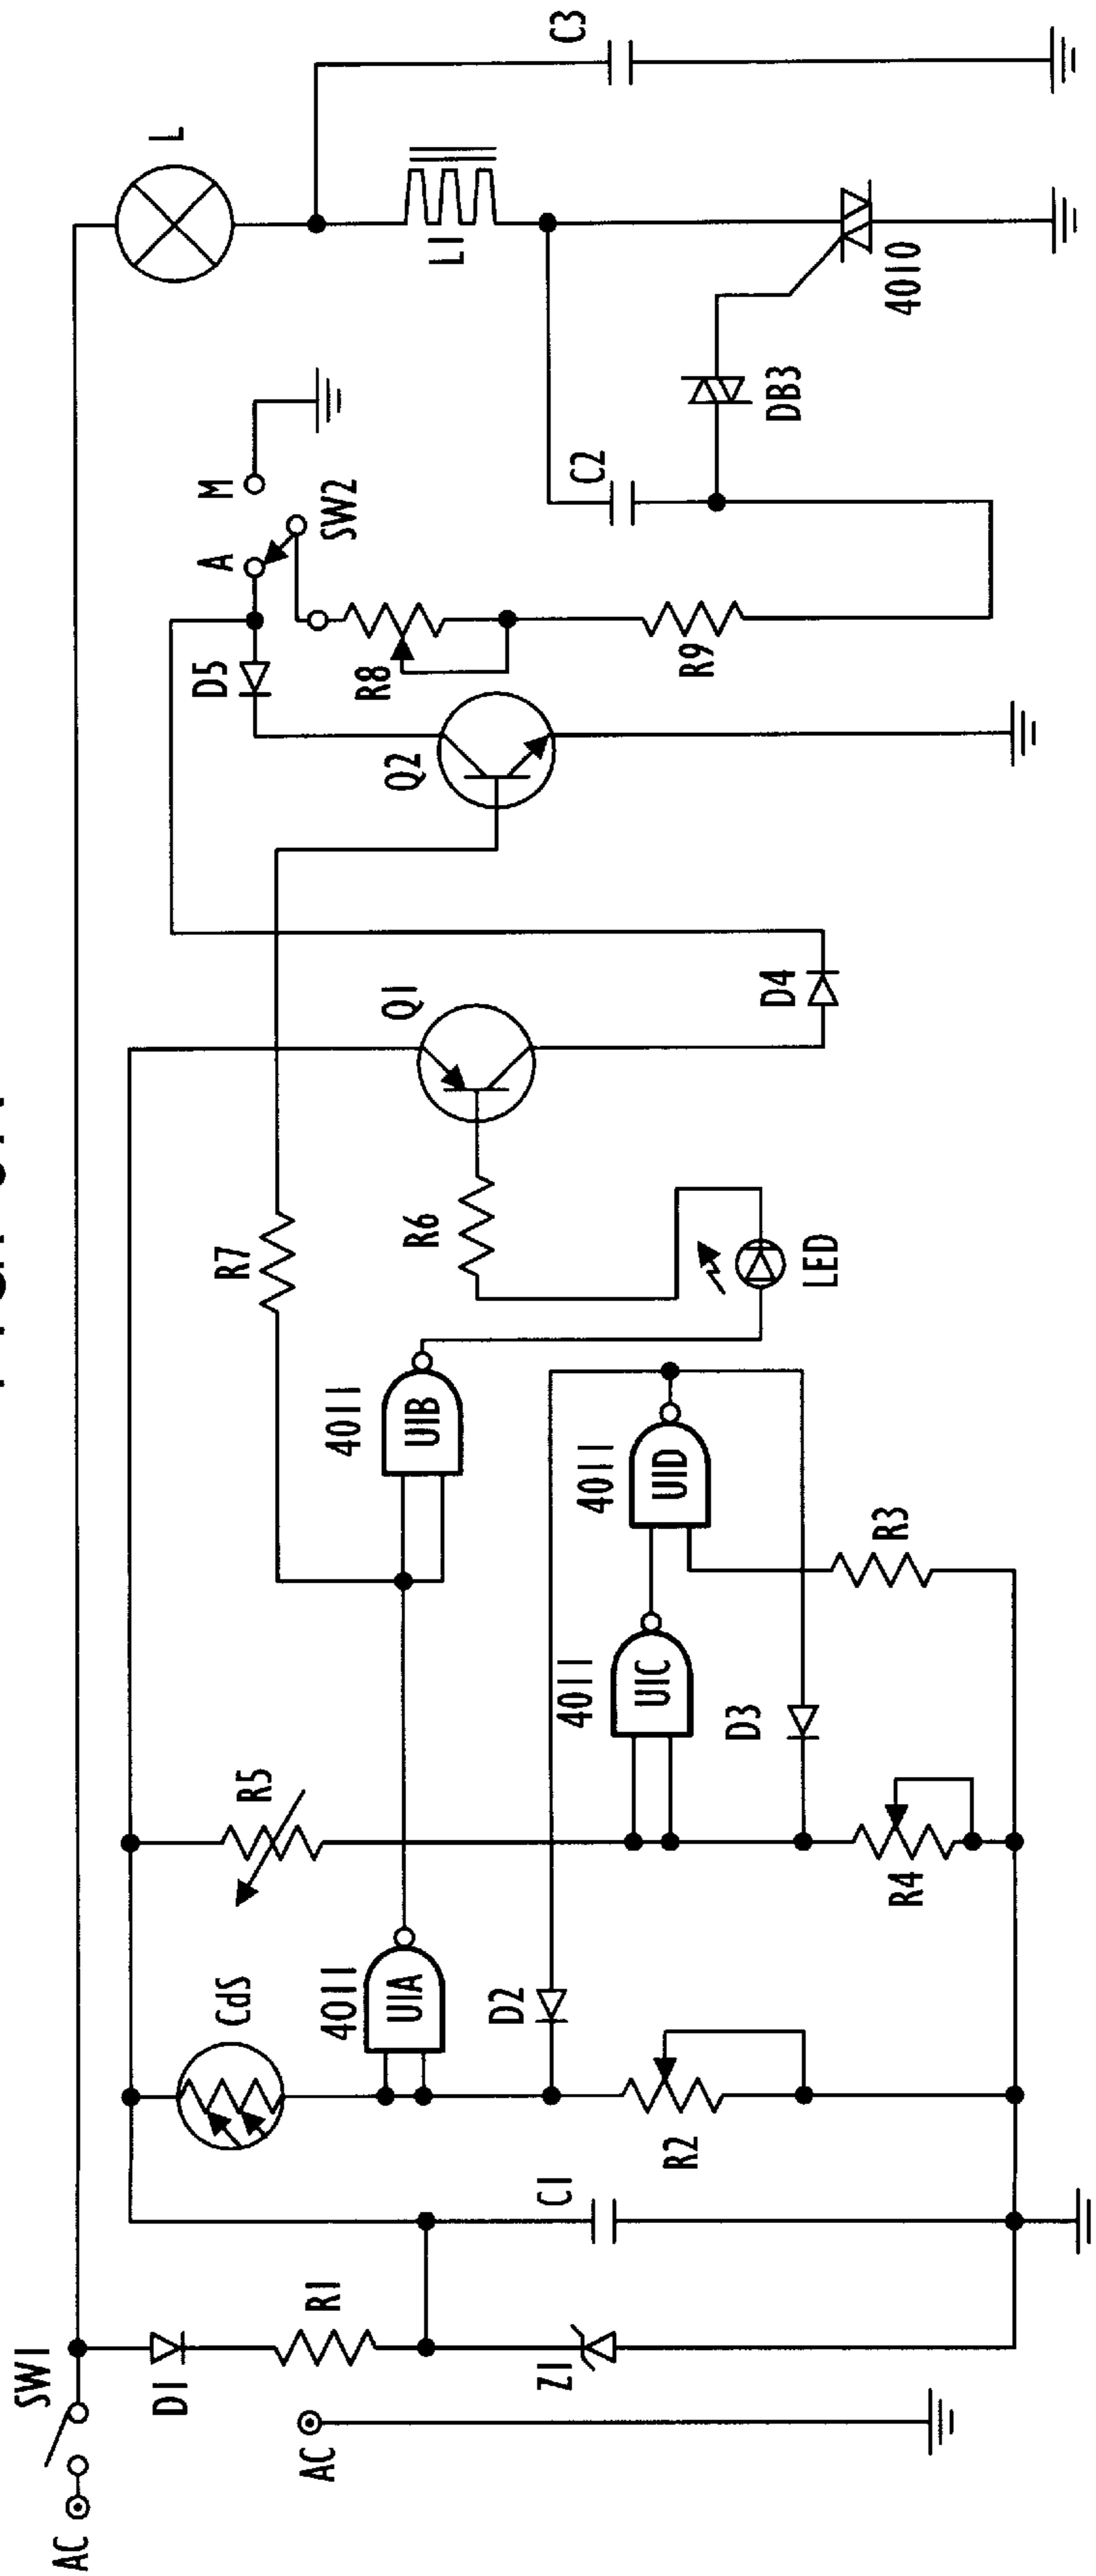 AC
SW1
D1
R1
AC
Z1
C1
CdS
4011
U1A
R2
D2
R5
4011
U1C
D3
R4
4011
U1B
4011
U1D
R3
R7
R6
LED
Q1
D4
Q2
D5
A
M
SW2
R8
R9
C2
DB3
L
L1
4010
C3